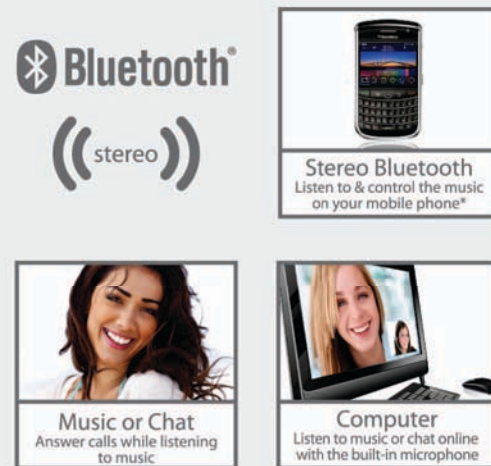 Bluetooth®
stereo
Stereo Bluetooth
Listen to & control the music
on your mobile phone*
Music or Chat
Answer calls while listening
to music
Computer
Listen to music or chat online
with the built-in microphone